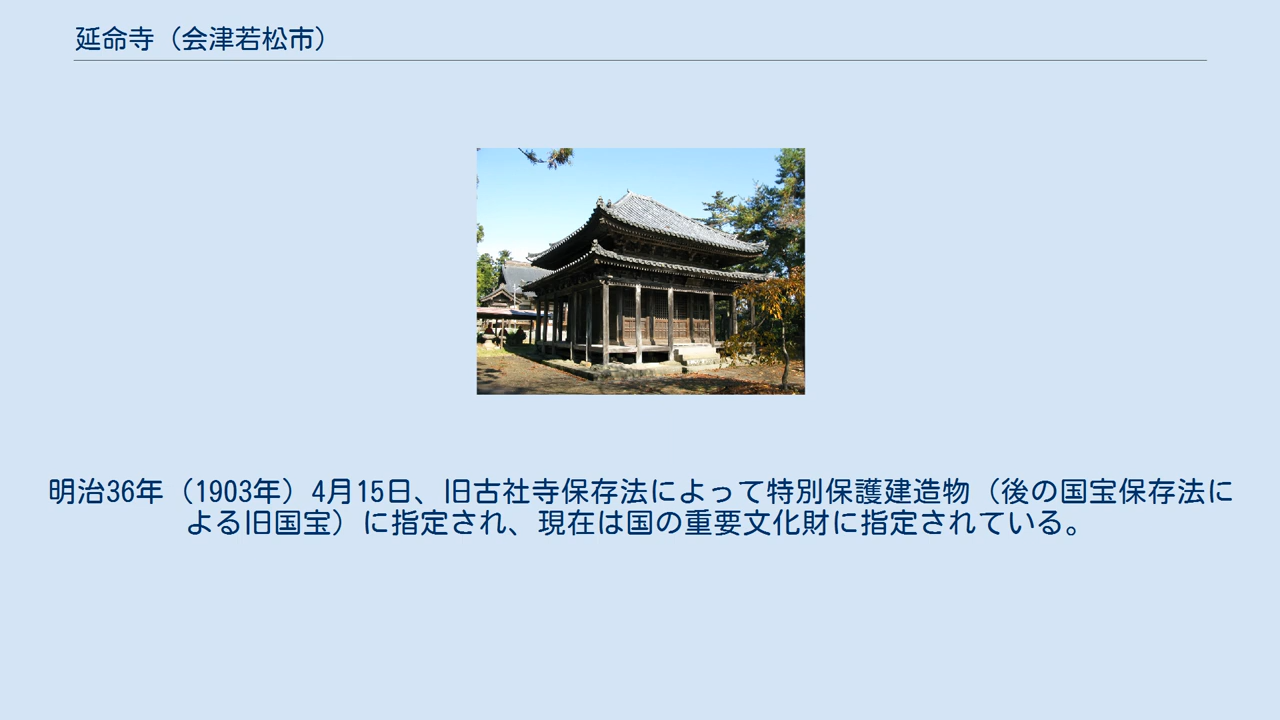 延命寺（会津若松市）
明治36年（1903年）4月15日、旧古社寺保存法によって特別保護建造物（後の国宝保存法に
よる旧国宝）に指定され、現在は国の重要文化財に指定されている。